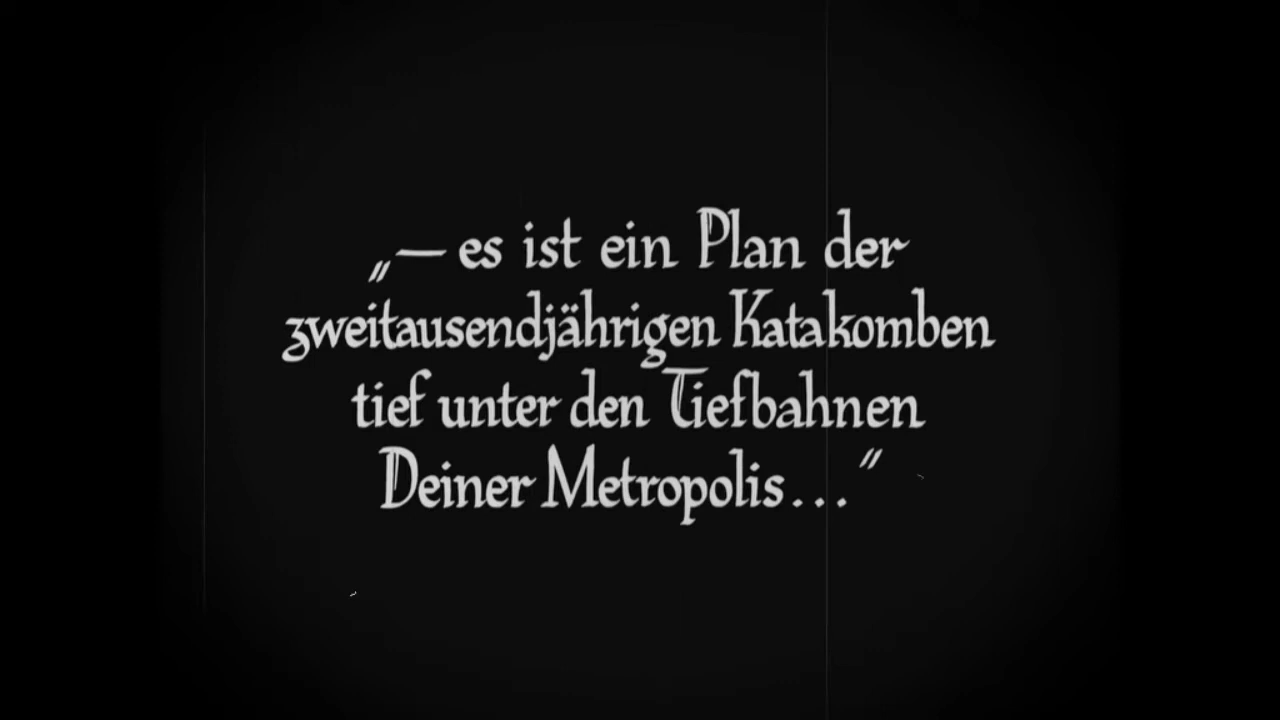 „— es ist ein Plan der
zweitausendjährigen Katakomben
tief unter den Tiefbahnen
Deiner Metropolis..."